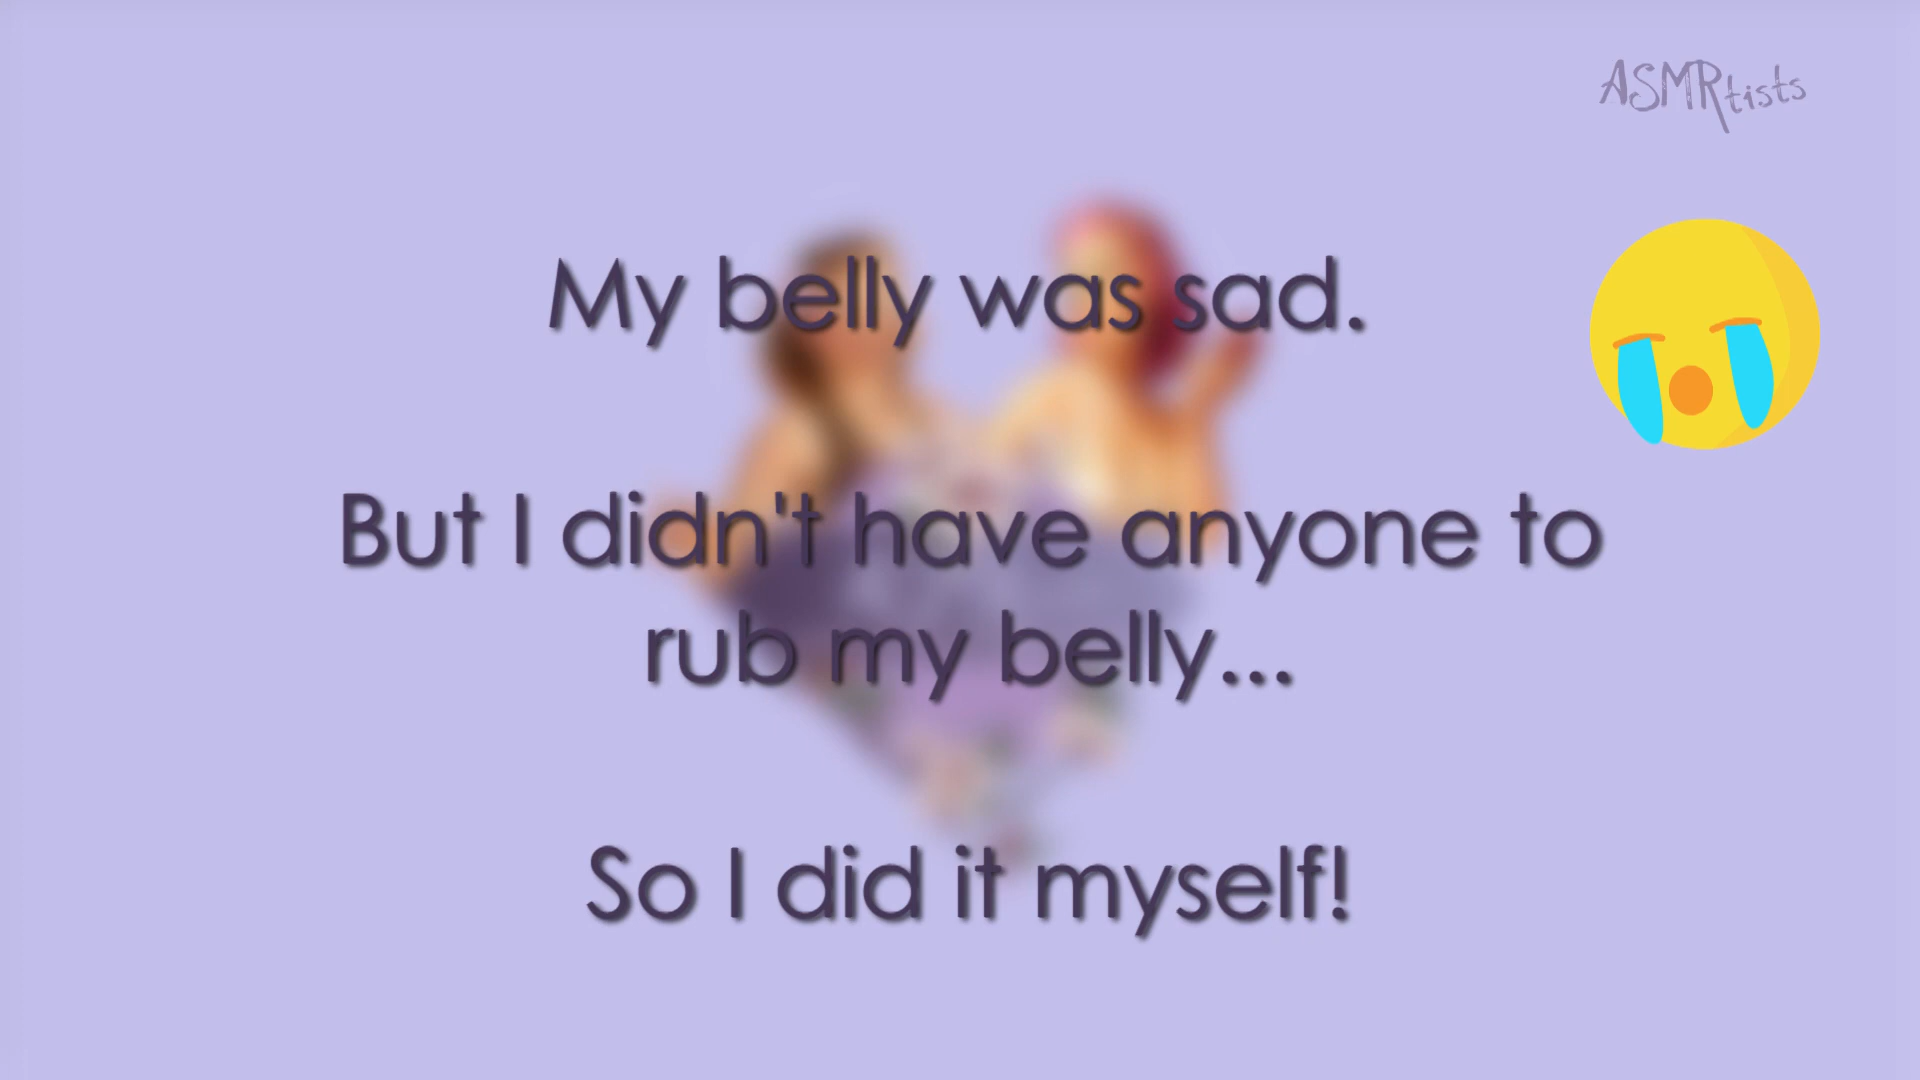 ASMRtists
My belly was sad.
But I didn't have anyone to
rub my belly...
So I did it myself!